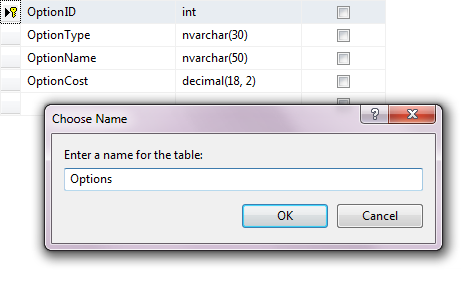 OptionID int
OptionType nvarchar(30)
OptionName nvarchar(50)
OptionCost decimal(18, 2)
Choose Name
Enter a name for the table:
Options
OK Cancel